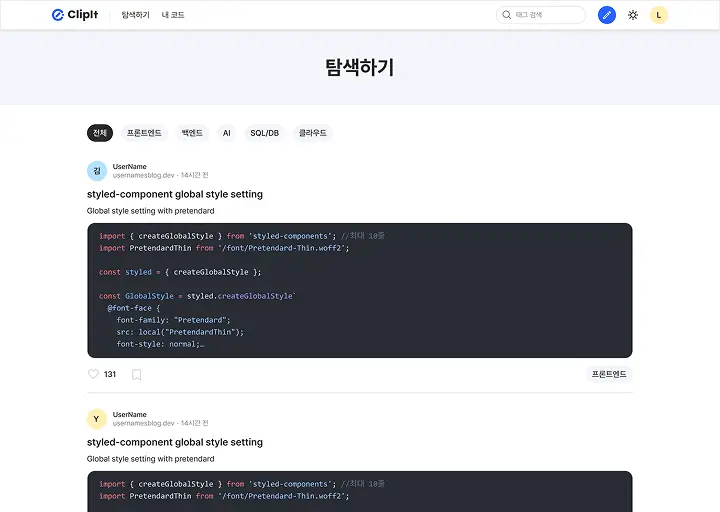 ClipIt
탐색하기
내 코드
태그 검색
L
탐색하기
전체
프론트엔드
백엔드
AI
SQL/DB
클라우드
김
UserName
usernamesblog.dev · 14시간 전
styled-component global style setting
Global style setting with pretendard
import { createGlobalStyle } from 'styled-components'; //최대 10줄
import PretendardThin from '/font/Pretendard-Thin.woff2';
const styled = { createGlobalStyle };
const GlobalStyle = styled.createGlobalStyle`
@font-face {
font-family: "Pretendard";
src: local("PretendardThin");
font-style: normal;…
131
프론트엔드
Y
UserName
usernamesblog.dev · 14시간 전
styled-component global style setting
Global style setting with pretendard
import { createGlobalStyle } from 'styled-components'; //최대 10줄
import PretendardThin from '/font/Pretendard-Thin.woff2';